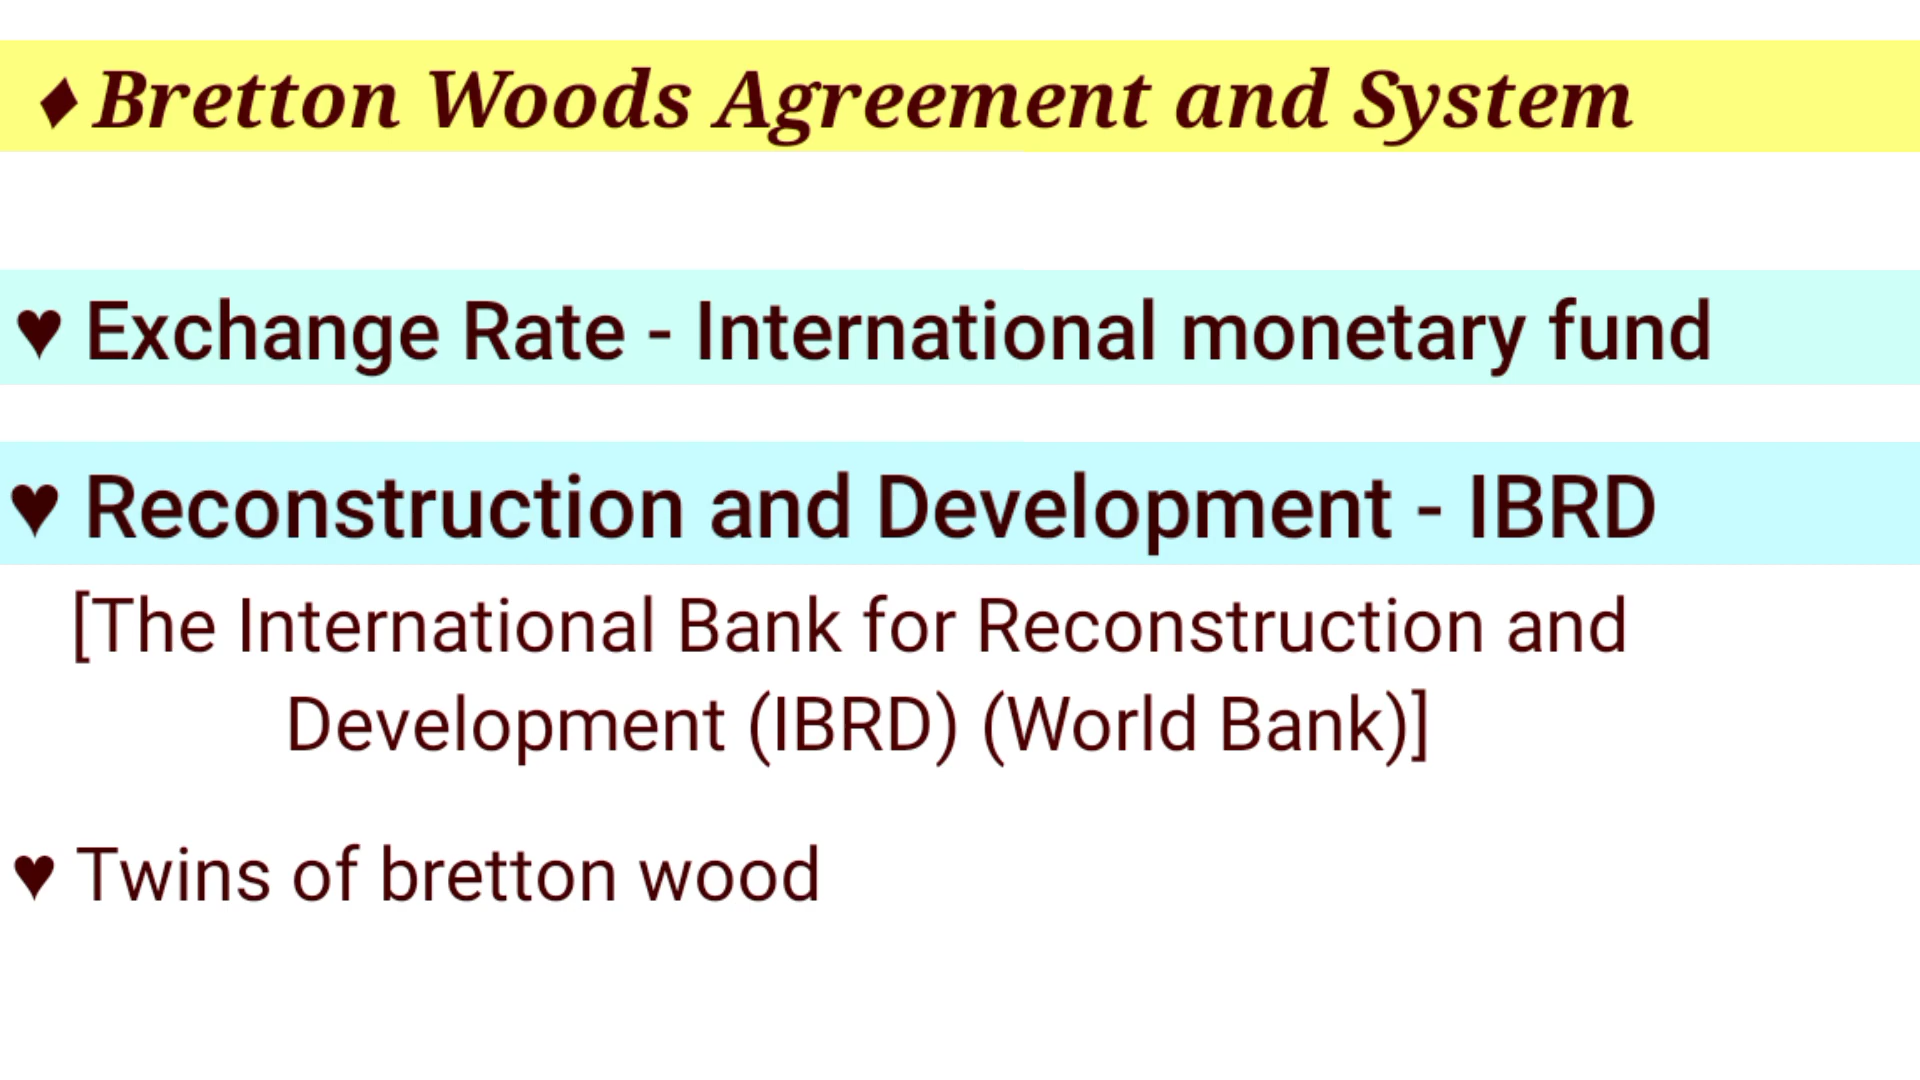 ♦ Bretton Woods Agreement and System
♥ Exchange Rate - International monetary fund
♥ Reconstruction and Development - IBRD
[The International Bank for Reconstruction and
Development (IBRD) (World Bank)]
♥ Twins of bretton wood